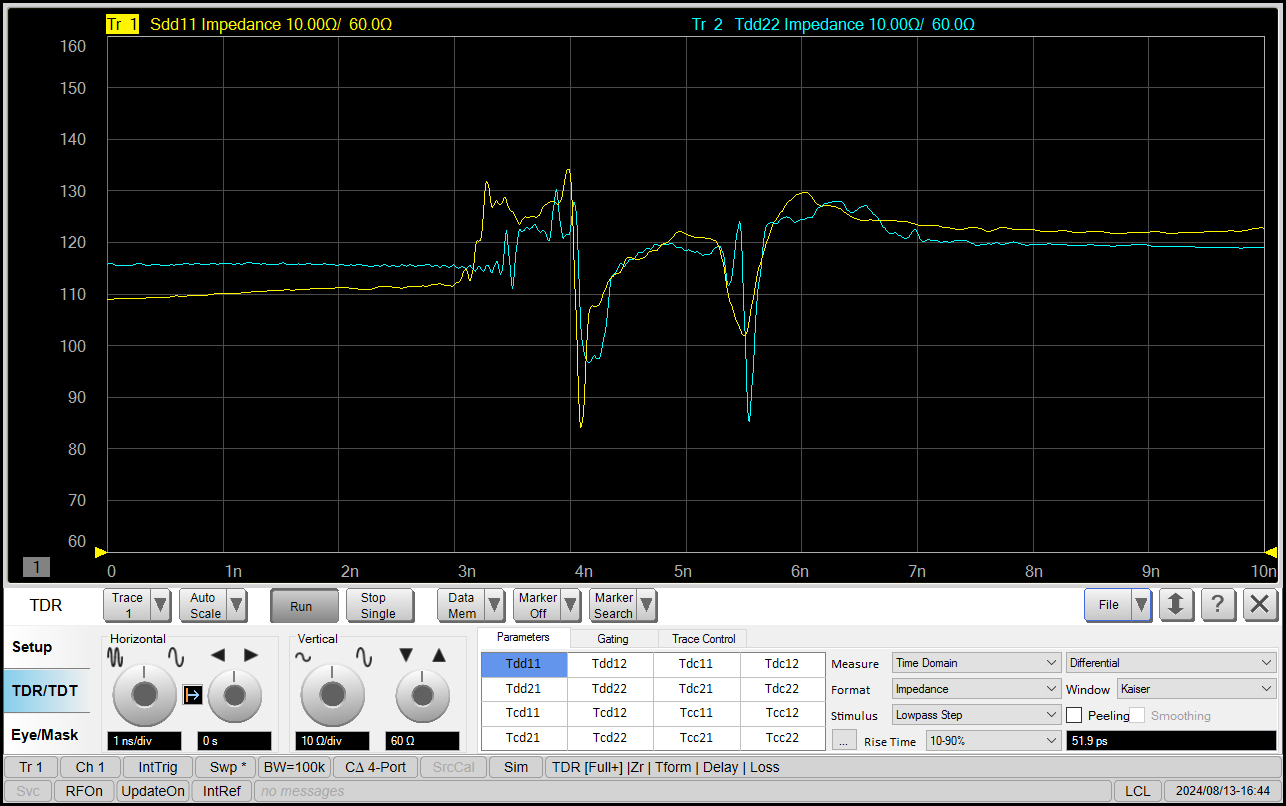 Tr 1 Sdd11 Impedance 10.00Ω/ 60.0Ω Tr 2 Tdd22 Impedance 10.00Ω/ 60.0Ω
160
150
140
130
120
110
100
90
80
70
60
1
0 1n 2n 3n 4n 5n 6n 7n 8n 9n 10n
TDR
Trace 1
Auto Scale
Run
Stop Single
Data Mem
Marker Off
Marker Search
File
?
Setup
TDR/TDT
Eye/Mask
Horizontal
1 ns/div
0 s
Vertical
10 Ω/div
60 Ω
Parameters Gating Trace Control
Tdd11 Tdd12 Tdc11 Tdc12
Tdd21 Tdd22 Tdc21 Tdc22
Tcd11 Tcd12 Tcc11 Tcc12
Tcd21 Tcd22 Tcc21 Tcc22
Measure Time Domain Differential
Format Impedance Window Kaiser
Stimulus Lowpass Step Peeling Smoothing
... Rise Time 10-90% 51.9 ps
Tr 1 Ch 1 IntTrig Swp * BW=100k CΔ 4-Port SrcCal Sim TDR [Full+] |Zr | Tform | Delay | Loss
Svc RFOn UpdateOn IntRef no messages LCL 2024/08/13-16:44